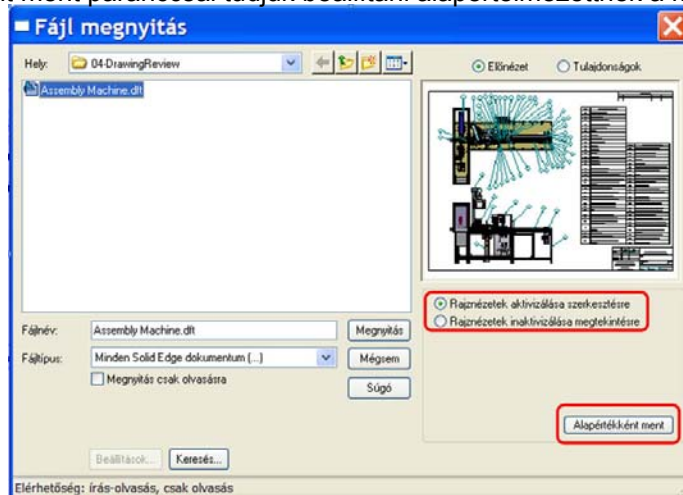 Fájl megnyitás
Hely: 04-DrawingReview
Előnézet Tulajdonságok
Assembly Machine.dft
Rajznézetek aktivizálása szerkesztésre
Rajznézetek inaktivizálása megtekintésre
Fájlnév: Assembly Machine.dft Megnyitás
Fájltípus: Minden Solid Edge dokumentum (...) Mégsem
Megnyitás csak olvasásra Súgó
Alapértékként ment
Beállítások... Keresés...
Elérhetőség: írás-olvasás, csak olvasás